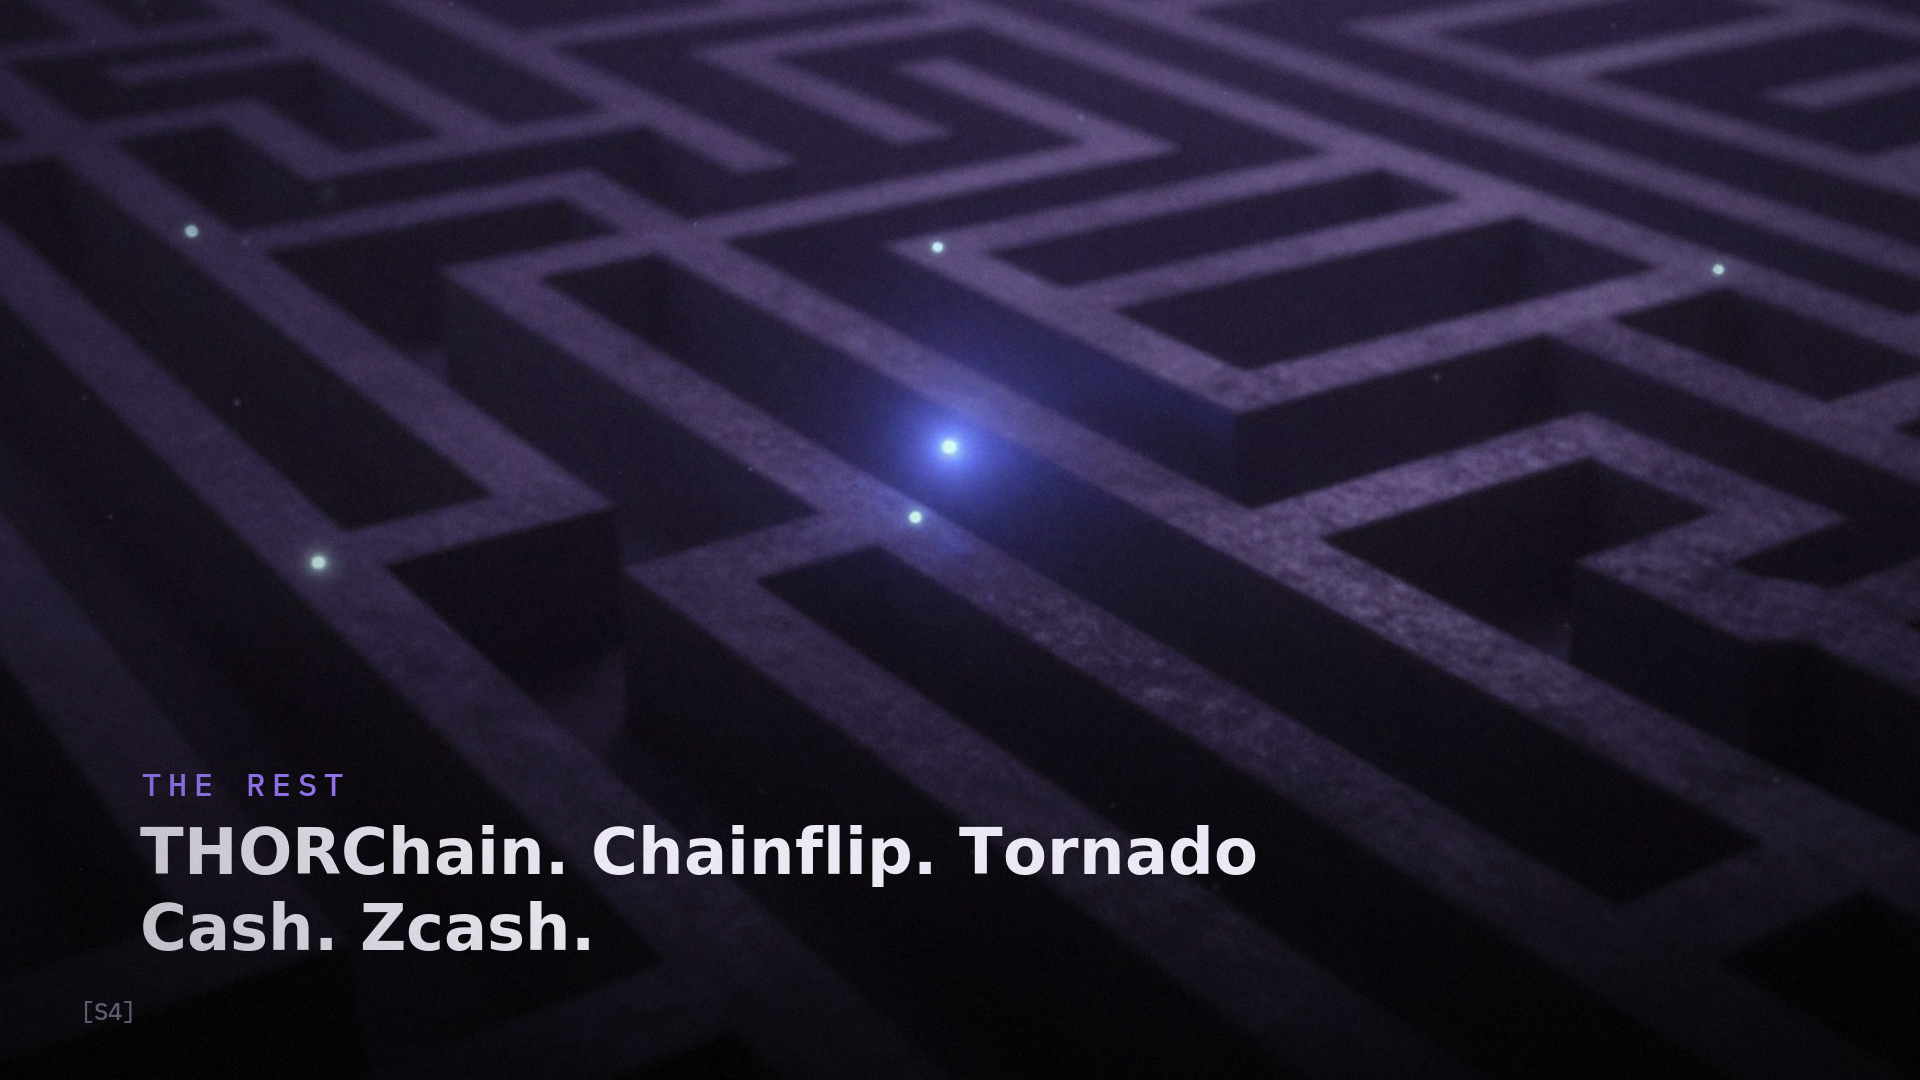 THE REST
THORChain. Chainflip. Tornado
Cash. Zcash.
[S4]